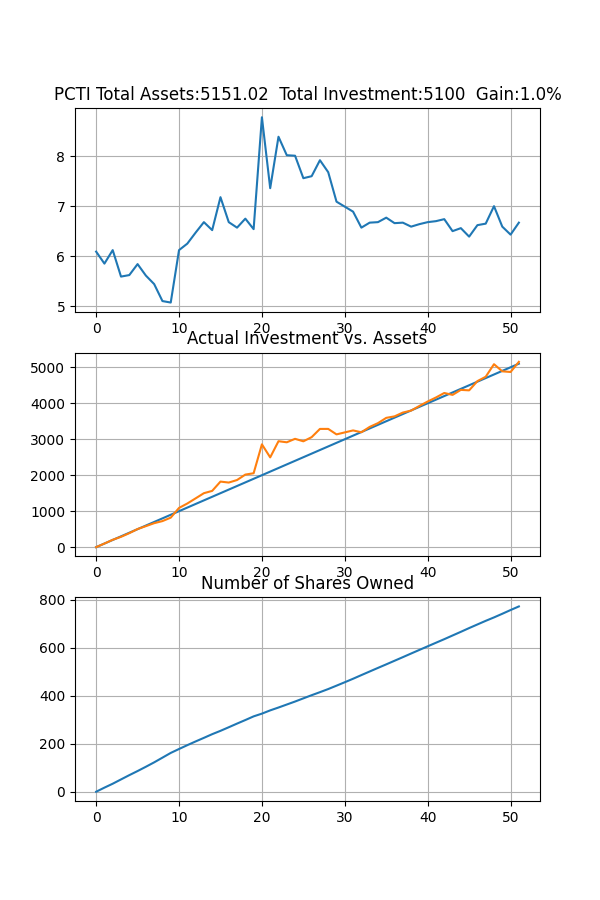 PCTI Total Assets:5151.02  Total Investment:5100  Gain:1.0%
8
7
6
5
0 10 20 30 40 50
Actual Investment vs. Assets
5000
4000
3000
2000
1000
0
0 10 20 30 40 50
Number of Shares Owned
800
600
400
200
0
0 10 20 30 40 50